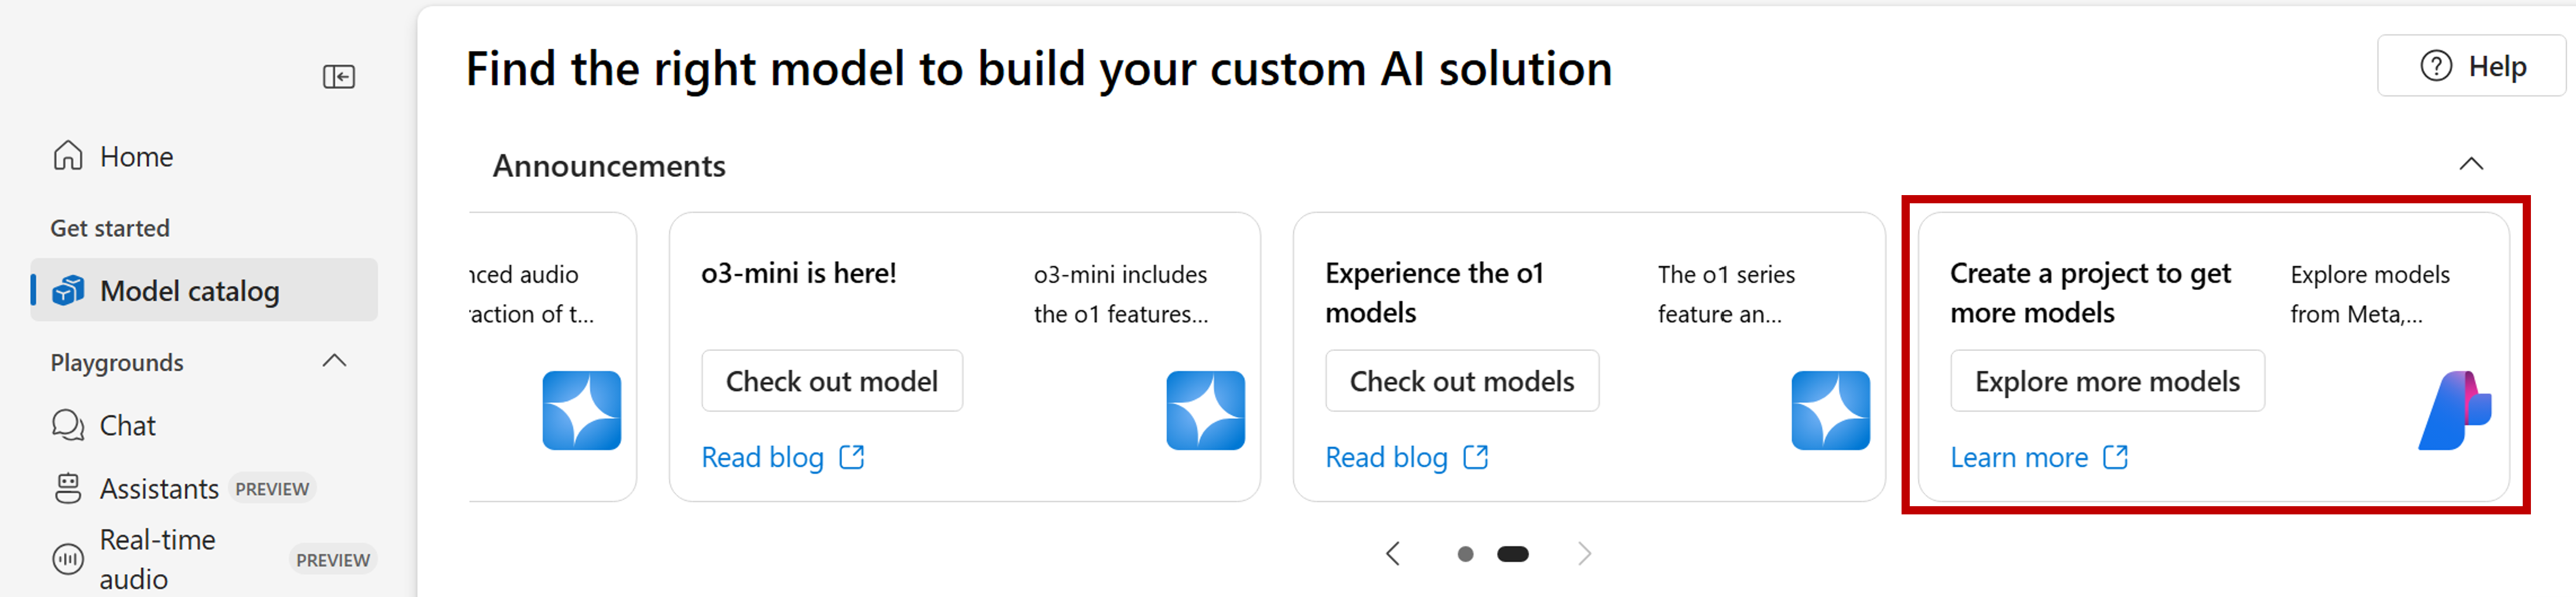 Find the right model to build your custom AI solution
Help
Home
Get started
Model catalog
Playgrounds
Chat
Assistants PREVIEW
Real-time
audio
PREVIEW
Announcements
audio
action of t...
o3-mini is here!
o3-mini includes
the o1 features...
Check out model
Read blog
Experience the o1
models
The o1 series
feature an...
Check out models
Read blog
Create a project to get
more models
Explore models
from Meta,...
Explore more models
Learn more